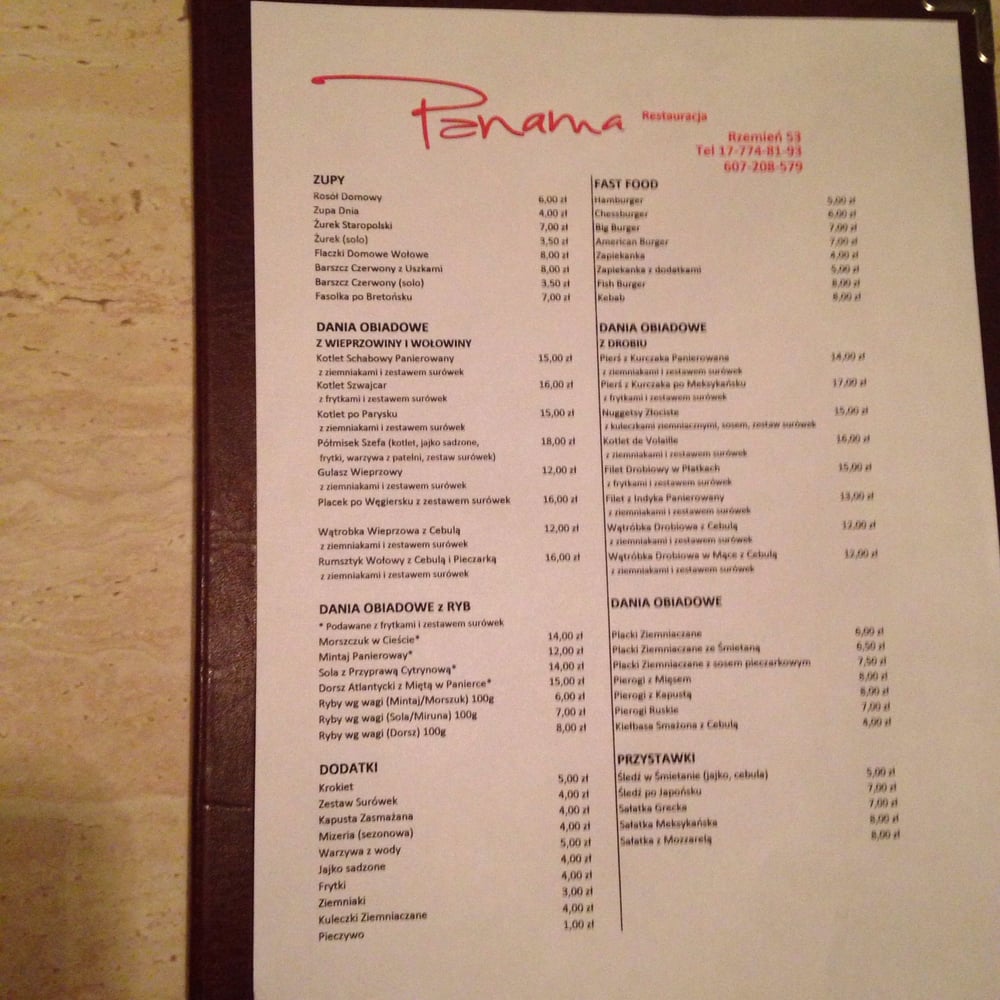 Panama Restauracja
Rzemień 53
Tel 17-774-81-93
607-208-579
ZUPY
Rosół Domowy 6,00 zł
Zupa Dnia 4,00 zł
Żurek Staropolski 7,00 zł
Żurek (solo) 3,50 zł
Flaczki Domowe Wołowe 8,00 zł
Barszcz Czerwony z Uszkami 8,00 zł
Barszcz Czerwony (solo) 3,50 zł
Fasolka po Bretońsku 7,00 zł
DANIA OBIADOWE
Z WIEPRZOWINY I WOŁOWINY
Kotlet Schabowy Panierowany 15,00 zł
z ziemniakami i zestawem surówek
Kotlet Szwajcar 16,00 zł
z frytkami i zestawem surówek
Kotlet po Parysku 15,00 zł
z ziemniakami i zestawem surówek
Półmisek Szefa (kotlet, jajko sadzone, 18,00 zł
frytki, warzywa z patelni, zestaw surówek)
Gulasz Wieprzowy 12,00 zł
z ziemniakami i zestawem surówek
Placek po Węgiersku z zestawem surówek 16,00 zł
Wątrobka Wieprzowa z Cebulą 12,00 zł
z ziemniakami i zestawem surówek
Rumsztyk Wołowy z Cebulą i Pieczarką 16,00 zł
z ziemniakami i zestawem surówek
DANIA OBIADOWE z RYB
* Podawane z frytkami i zestawem surówek
Morszczuk w Cieście* 14,00 zł
Mintaj Panieroway* 12,00 zł
Sola z Przyprawą Cytrynową* 14,00 zł
Dorsz Atlantycki z Miętą w Panierce* 15,00 zł
Ryby wg wagi (Mintaj/Morszuk) 100g 6,00 zł
Ryby wg wagi (Sola/Miruna) 100g 7,00 zł
Ryby wg wagi (Dorsz) 100g 8,00 zł
DODATKI
Krokiet 5,00 zł
Zestaw Surówek 4,00 zł
Kapusta Zasmażana 4,00 zł
Mizeria (sezonowa) 4,00 zł
Warzywa z wody 5,00 zł
Jajko sadzone 4,00 zł
Frytki 4,00 zł
Ziemniaki 3,00 zł
Kuleczki Ziemniaczane 4,00 zł
Pieczywo 1,00 zł
FAST FOOD
Hamburger 5,00 zł
Chessburger 6,00 zł
Big Burger 7,00 zł
American Burger 7,00 zł
Zapiekanka 4,00 zł
Zapiekanka z dodatkami 5,00 zł
Fish Burger 8,00 zł
Kebab 8,00 zł
DANIA OBIADOWE
Z DROBIU
Pierś z Kurczaka Panierowana 14,00 zł
z ziemniakami i zestawem surówek
Pierś z Kurczaka po Meksykańsku 17,00 zł
z frytkami i zestawem surówek
Nuggetsy Złociste 15,00 zł
z kuleczkami ziemniacznymi, sosem, zestaw surówek
Kotlet de Volaille 16,00 zł
z ziemniakami i zestawem surówek
Filet Drobiowy w Płatkach 15,00 zł
z frytkami i zestawem surówek
Filet z Indyka Panierowany 13,00 zł
z ziemniakami i zestawem surówek
Wątróbka Drobiowa z Cebulą 12,00 zł
z ziemniakami i zestawem surówek
Wątróbka Drobiowa w Mące z Cebulą 12,00 zł
z ziemniakami i zestawem surówek
DANIA OBIADOWE
Placki Ziemniaczane 6,00 zł
Placki Ziemniaczane ze Śmietaną 6,50 zł
Placki Ziemniaczane z sosem pieczarkowym 7,50 zł
Pierogi z Mięsem 8,00 zł
Pierogi z Kapustą 8,00 zł
Pierogi Ruskie 7,00 zł
Kiełbasa Smażona z Cebulą 4,00 zł
PRZYSTAWKI
Śledź w Śmietanie (jajko, cebula) 5,00 zł
Śledź po Japońsku 7,00 zł
Sałatka Grecka 7,00 zł
Sałatka Meksykańska 8,00 zł
Sałatka z Mozzarelą 8,00 zł